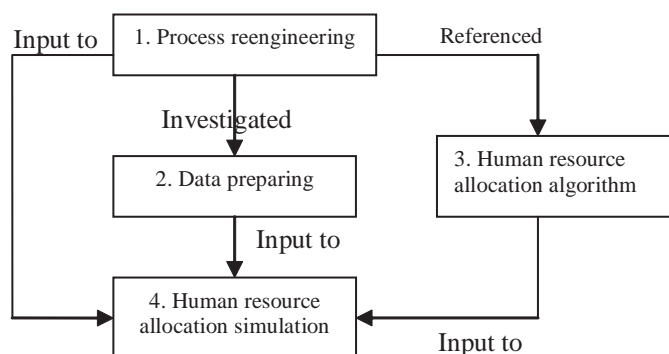 Input to
1. Process reengineering
Referenced
Investigated
2. Data preparing
3. Human resource
allocation algorithm
Input to
4. Human resource
allocation simulation
Input to